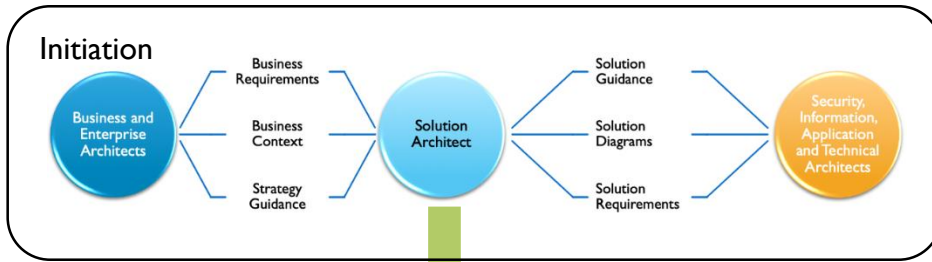 Initiation
Business and
Enterprise
Architects
Business
Requirements
Business
Context
Strategy
Guidance
Solution
Architect
Solution
Guidance
Solution
Diagrams
Solution
Requirements
Security,
Information,
Application
and Technical
Architects